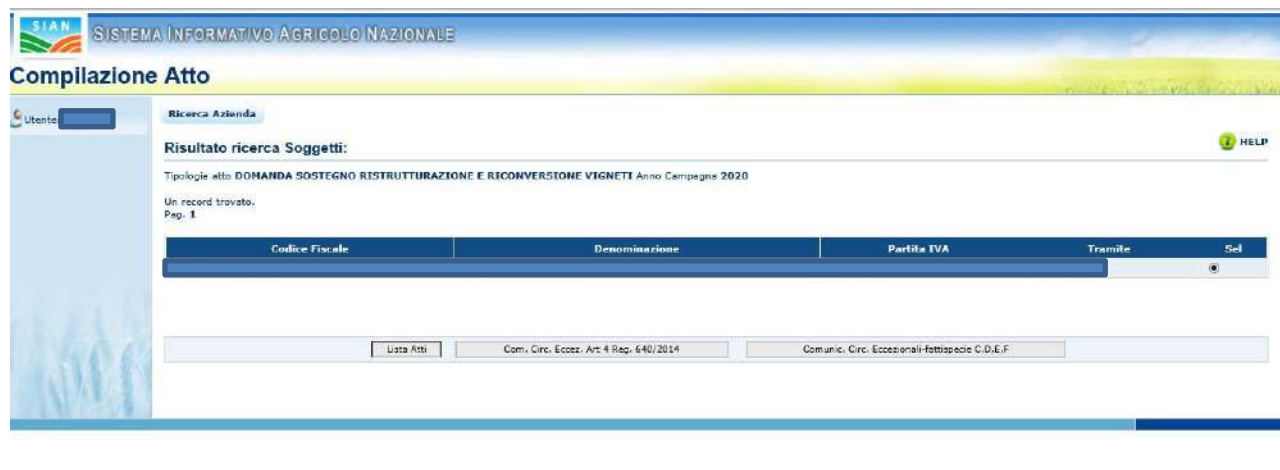 SIAN
SISTEMA INFORMATIVO AGRICOLO NAZIONALE
Compilazione Atto
Utente:
Ricerca Azienda
Risultato ricerca Soggetti:
HELP
Tipologie atto DOMANDA SOSTEGNO RISTRUTTURAZIONE E RICONVERSIONE VIGNETI Anno Campagna 2020
Un record trovato.
Pag. 1
Codice Fiscale Denominazione Partita IVA Tramite Sel
Lista Atti Com. Circ. Eccez. Art 4 Reg. 640/2014 Comunic. Circ. Eccezionali-fattispecie C,D,E,F